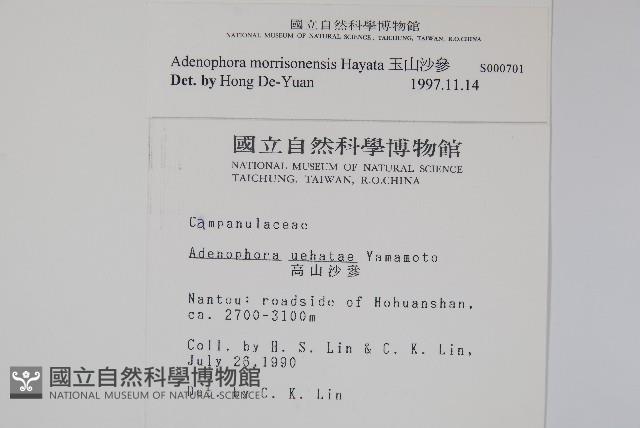 國立自然科學博物館
NATIONAL MUSEUM OF NATURAL SCIENCE, TAICHUNG, TAIWAN, R.O.CHINA
Adenophora morrisonensis Hayata 玉山沙參 S000701
Det. by Hong De-Yuan 1997.11.14
國立自然科學博物館
NATIONAL MUSEUM OF NATURAL SCIENCE
TAICHUNG, TAIWAN, R.O.CHINA
Campanulaceae
Adenophora uehatae Yamamoto
高山沙參
Nantou: roadside of Hohuanshan,
ca. 2700-3100m
Coll. by H. S. Lin & C. K. Lin,
July 26,1990
Det. by C. K. Lin
國立自然科學博物館
NATIONAL MUSEUM OF NATURAL SCIENCE